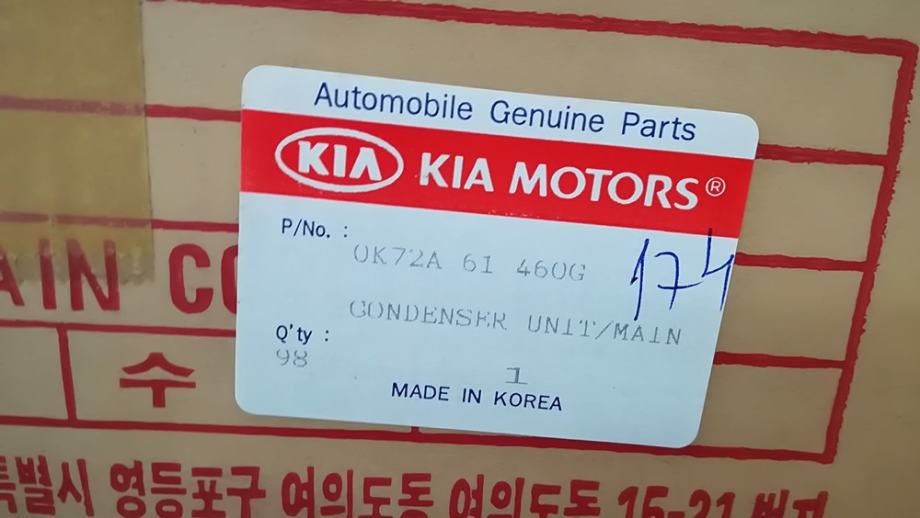 Automobile Genuine Parts
KIA KIA MOTORS®
P/No. :
0K72A 61 460G
174
CONDENSER UNIT/MAIN
Q'ty :
98
1
MADE IN KOREA
AIN CO
수
특별시 영등포구 여의도동 여의도동 15-21 번지